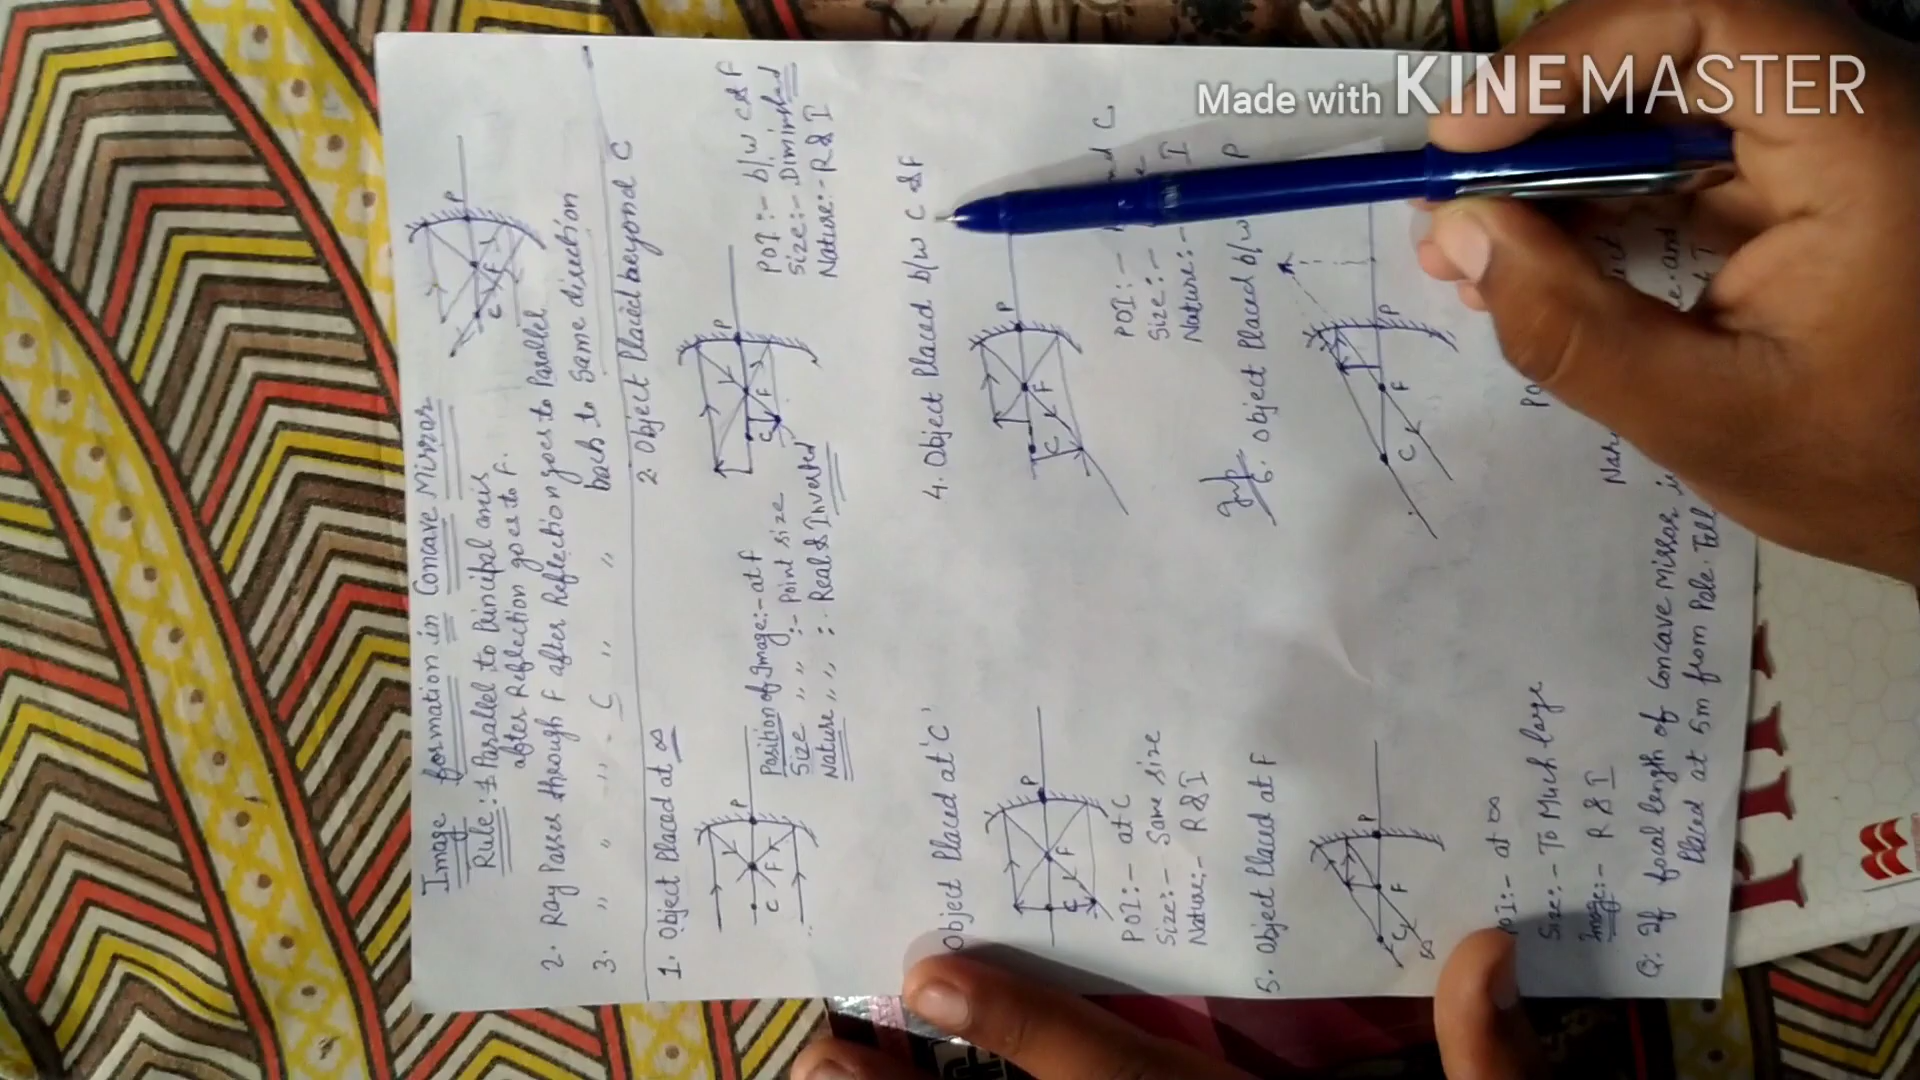 Made with KINEMASTER
Image formation in Concave Mirror
Rule: 1 Parallel to Principal axis
after Reflection goes to F.
2. Ray Passes through F after Reflection goes to Parallel
3. " " " C " " back to Same direction
C F P
1. Object Placed at ∞
C F P
Position of Image:- at F
Size " " :- Point size
Nature " " : Real & Inverted
2. Object Placed beyond C
C F P
POI:- b/w C & F
Size:- Diminished
Nature:- R & I
Object Placed at 'C'
C F P
POI:- at C
Size:- Same size
Nature:- R & I
4. Object Placed b/w C & F
C F P
POI:-
Size:-
Nature:- I
5. Object Placed at F
C F P
∞
POI:- at ∞
Size:- To Much large
Image:- R & I
6. Object Placed b/w P
C F P
Q: If focal length of Concave Mirror is
Placed at 5m from Pole. Tell